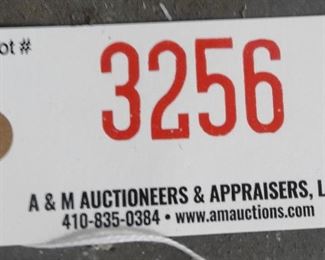 ot #
3256
A & M AUCTIONEERS & APPRAISERS, L
410-835-0384 • www.amauctions.com